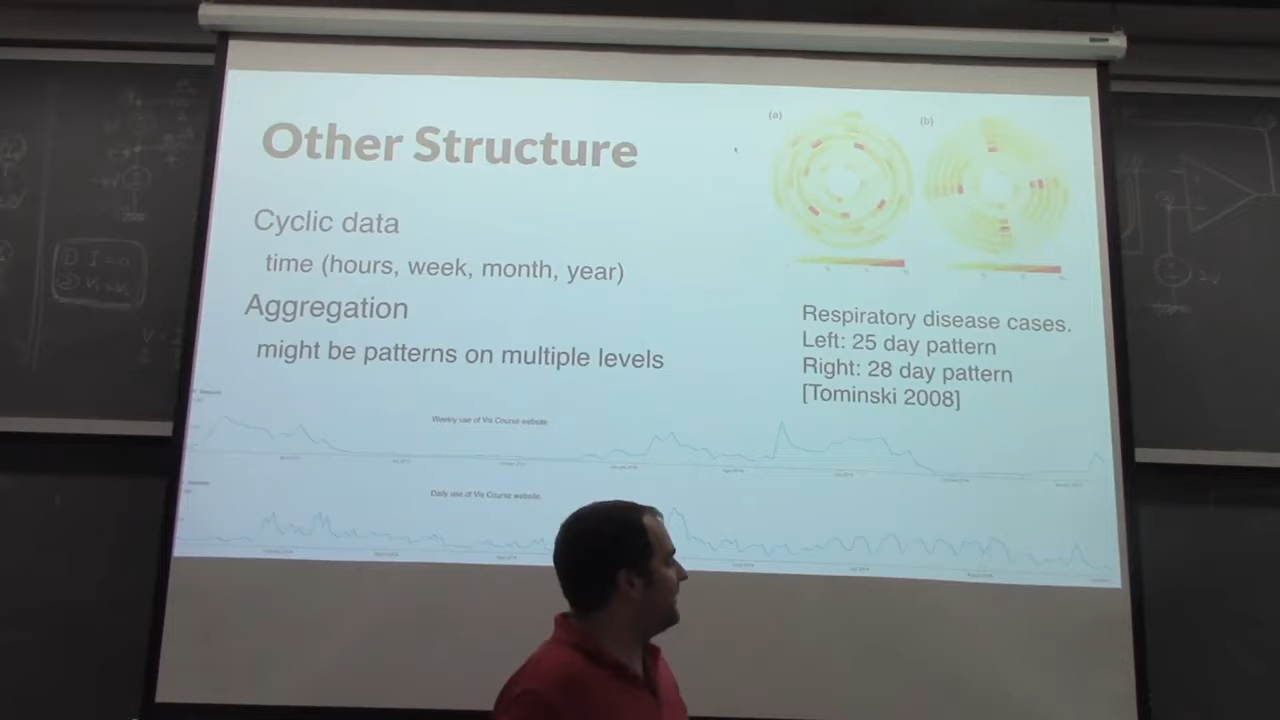 Other Structure
Cyclic data
time (hours, week, month, year)
Aggregation
might be patterns on multiple levels
(a)
(b)
Respiratory disease cases.
Left: 25 day pattern
Right: 28 day pattern
[Tominski 2008]
Weekly use of Vis Course website.
Daily use of Vis Course website.